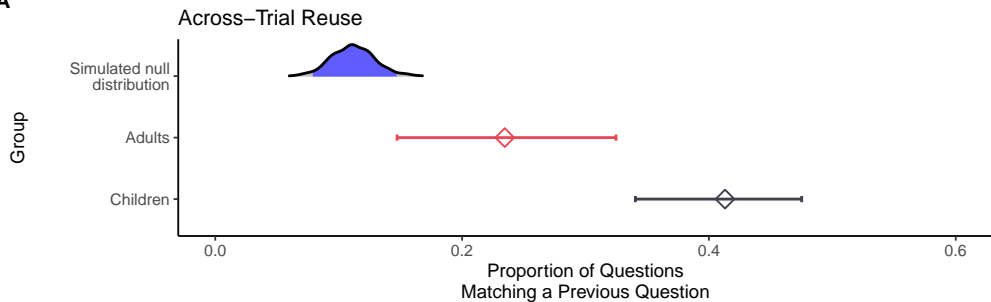 A
Across−Trial Reuse
Simulated null
distribution
Adults
Children
Group
0.0 0.2 0.4 0.6
Proportion of Questions
Matching a Previous Question